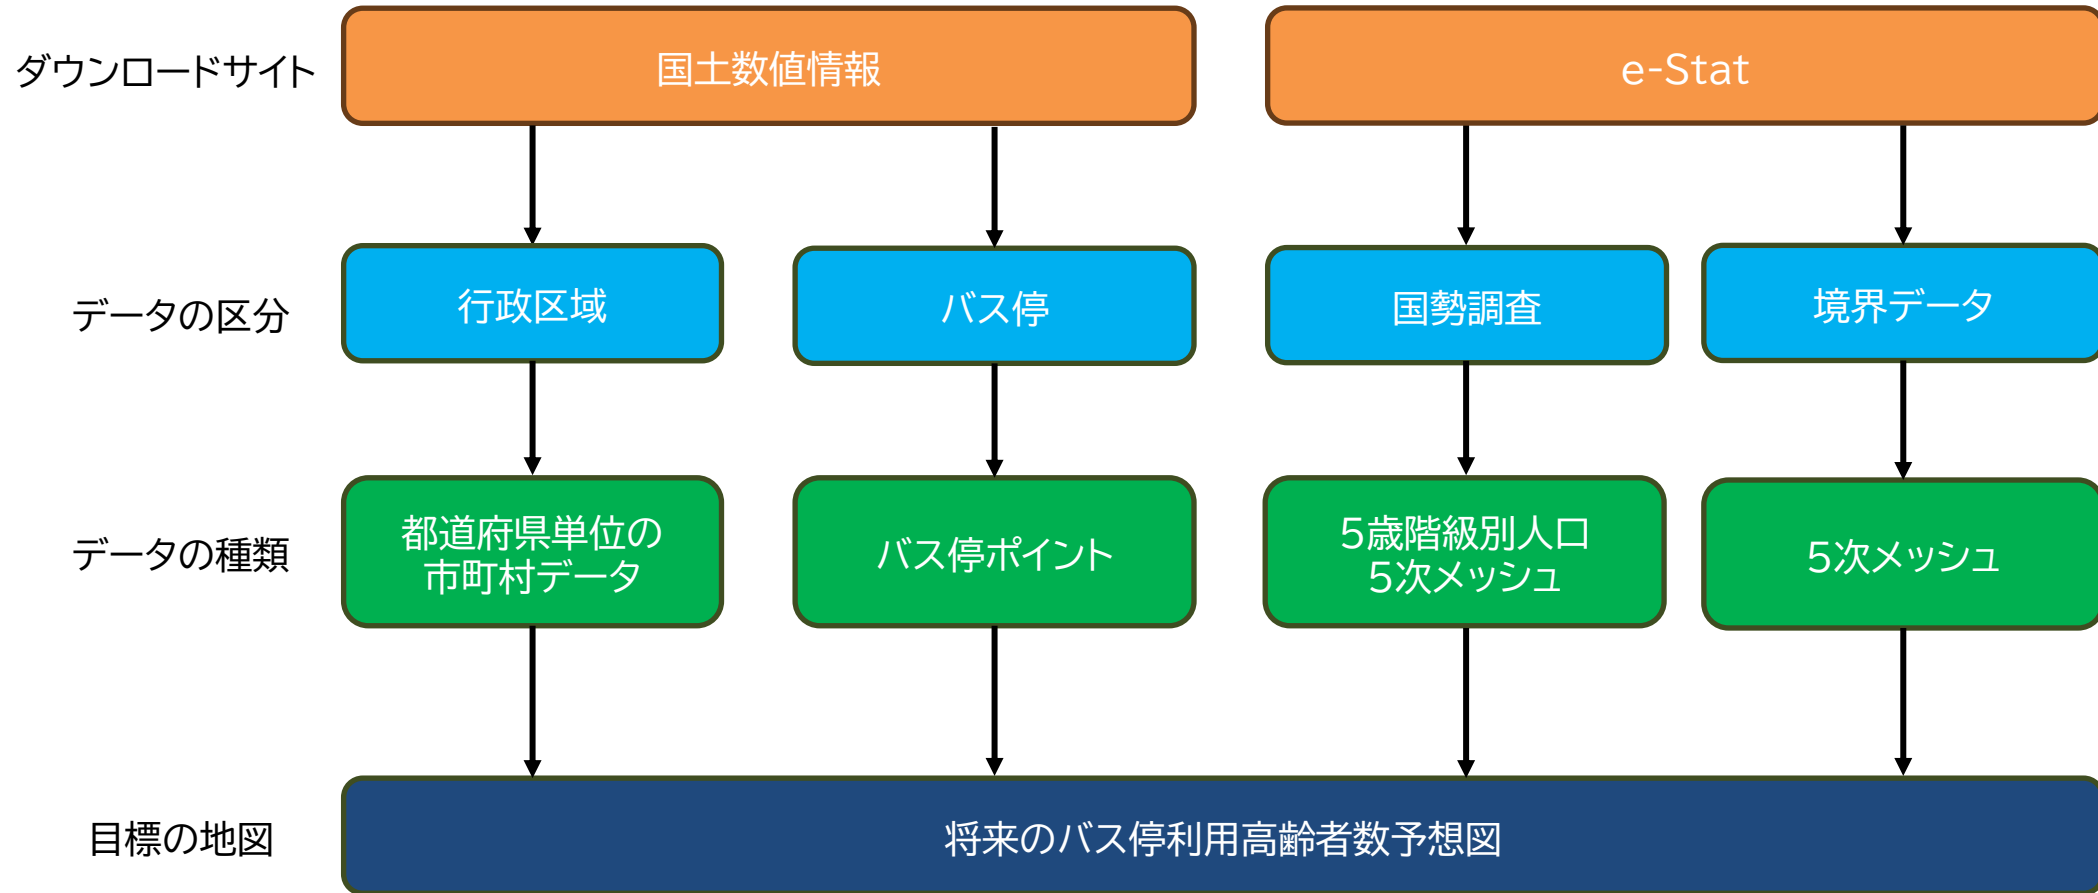 ダウンロードサイト
国土数値情報
e-Stat
データの区分
行政区域
バス停
国勢調査
境界データ
データの種類
都道府県単位の
市町村データ
バス停ポイント
5歳階級別人口
5次メッシュ
5次メッシュ
目標の地図
将来のバス停利用高齢者数予想図